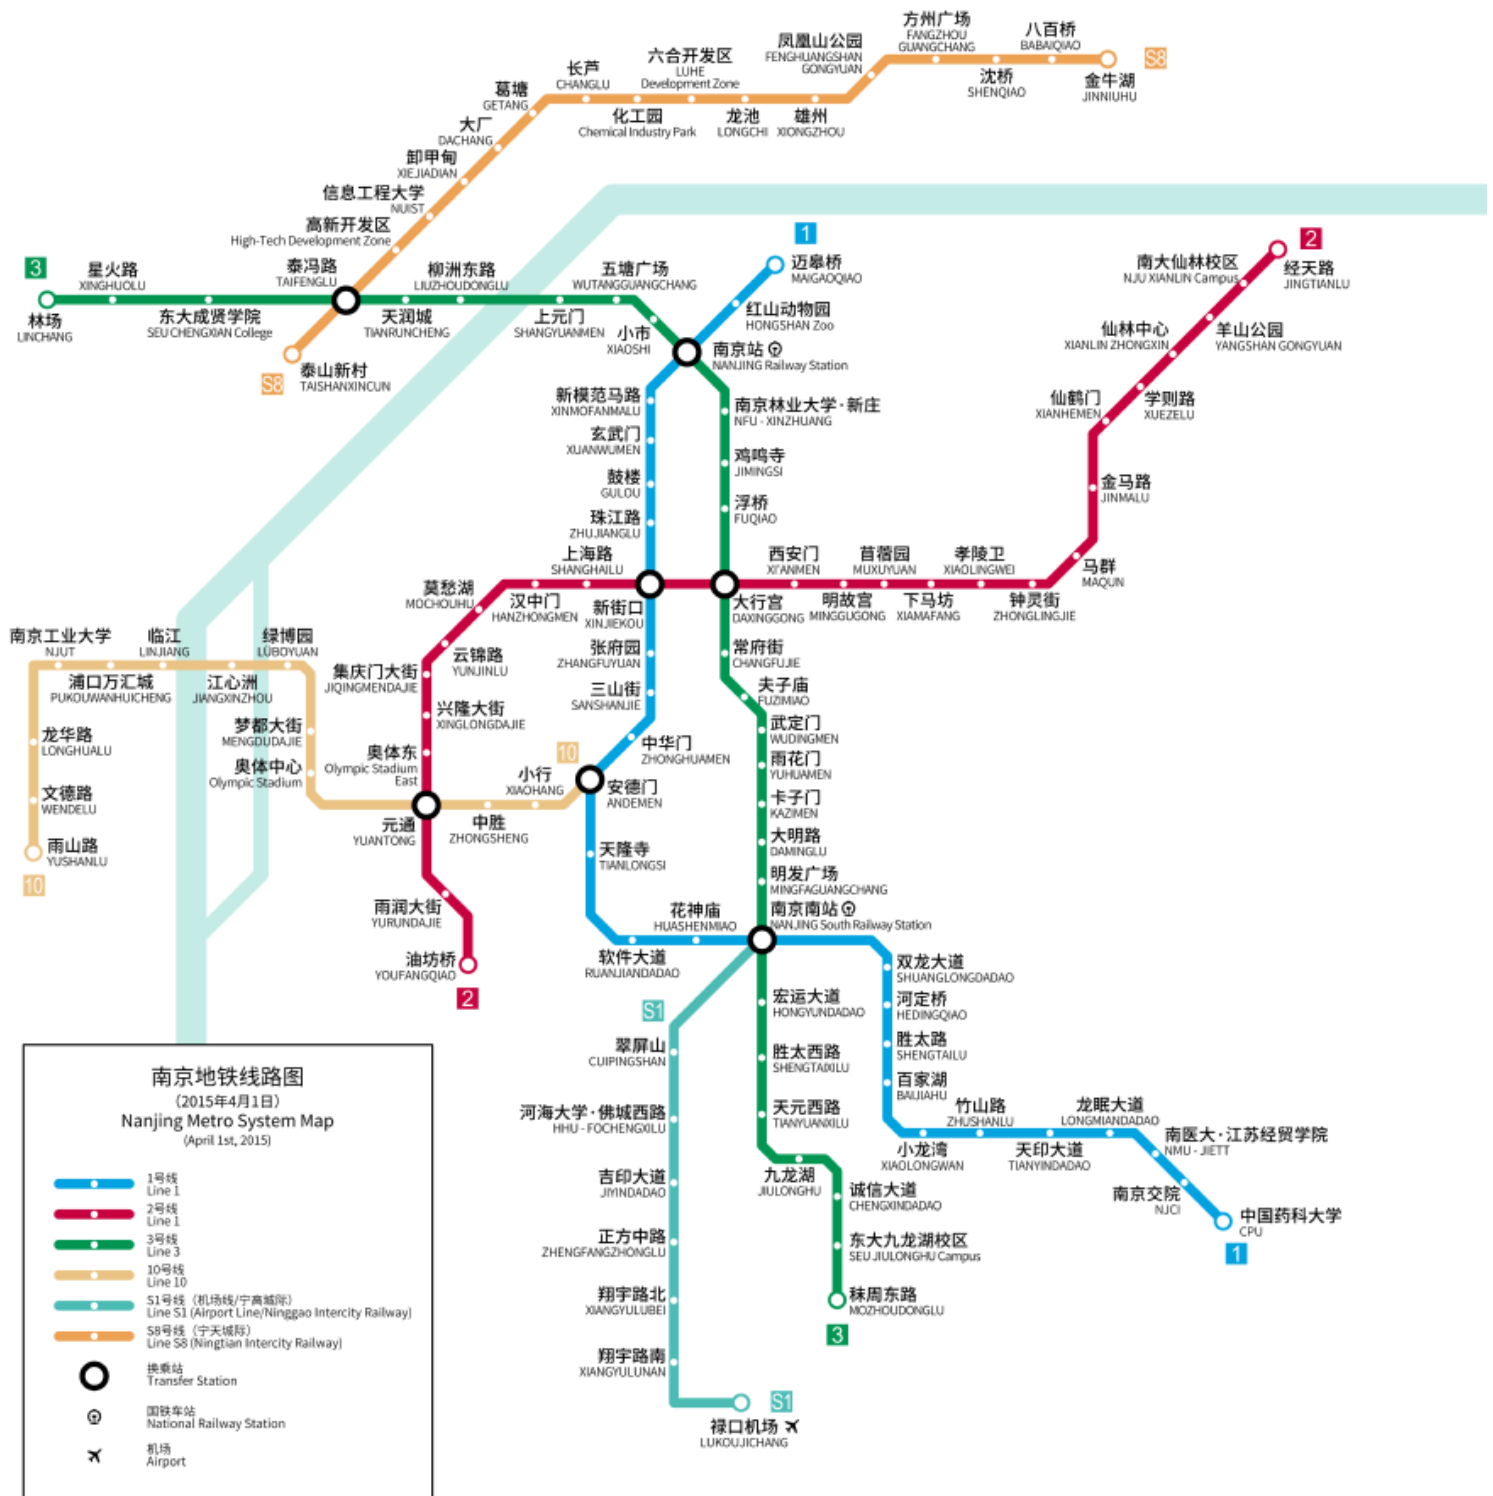 方州广场
FANGZHOU
GUANGCHANG
八百桥
BABAIQIAO
凤凰山公园
FENGHUANGSHAN
GONGYUAN
S8
六合开发区
LUHE
Development Zone
长芦
CHANGLU
沈桥
SHENQIAO
金牛湖
JINNIUHU
葛塘
GETANG
化工园
Chemical Industry Park
龙池
LONGCHI
雄州
XIONGZHOU
大厂
DACHANG
卸甲甸
XIEJIADIAN
信息工程大学
NUIST
高新开发区
High-Tech Development Zone
1
2
3
星火路
XINGHUOLU
泰冯路
TAIFENGLU
柳洲东路
LIUZHOUDONGLU
五塘广场
WUTANGGUANGCHANG
迈皋桥
MAIGAOQIAO
南大仙林校区
NJU XIANLIN Campus
经天路
JINGTIANLU
林场
LINCHANG
东大成贤学院
SEU CHENGXIAN College
天润城
TIANRUNCHENG
上元门
SHANGYUANMEN
红山动物园
HONGSHAN Zoo
小市
XIAOSHI
仙林中心
XIANLIN ZHONGXIN
羊山公园
YANGSHAN GONGYUAN
南京站
NANJING Railway Station
S8
泰山新村
TAISHANXINCUN
新模范马路
XINMOFANMALU
南京林业大学·新庄
NFU - XINZHUANG
仙鹤门
XIANHEMEN
学则路
XUEZELU
玄武门
XUANWUMEN
鸡鸣寺
JIMINGSI
鼓楼
GULOU
金马路
JINMALU
浮桥
FUQIAO
珠江路
ZHUJIANGLU
上海路
SHANGHAILU
西安门
XI'ANMEN
苜蓿园
MUXUYUAN
孝陵卫
XIAOLINGWEI
马群
MAQUN
莫愁湖
MOCHOUHU
汉中门
HANZHONGMEN
新街口
XINJIEKOU
大行宫
DAXINGGONG
明故宫
MINGGUGONG
下马坊
XIAMAFANG
钟灵街
ZHONGLINGJIE
南京工业大学
NJUT
临江
LINJIANG
绿博园
LÜBOYUAN
云锦路
YUNJINLU
张府园
ZHANGFUYUAN
常府街
CHANGFUJIE
集庆门大街
JIQINGMENDAJIE
浦口万汇城
PUKOUWANHUICHENG
江心洲
JIANGXINZHOU
三山街
SANSHANJIE
夫子庙
FUZIMIAO
兴隆大街
XINGLONGDAJIE
梦都大街
MENGDUDAJIE
龙华路
LONGHUALU
武定门
WUDINGMEN
中华门
ZHONGHUAMEN
奥体东
Olympic Stadium
East
10
奥体中心
Olympic Stadium
小行
XIAOHANG
雨花门
YUHUAMEN
文德路
WENDELU
安德门
ANDEMEN
卡子门
KAZIMEN
元通
YUANTONG
中胜
ZHONGSHENG
大明路
DAMINGLU
雨山路
YUSHANLU
天隆寺
TIANLONGSI
10
明发广场
MINGFAGUANGCHANG
雨润大街
YURUNDAJIE
花神庙
HUASHENMIAO
南京南站
NANJING South Railway Station
油坊桥
YOUFANGQIAO
软件大道
RUANJIANDADAO
双龙大道
SHUANGLONGDADAO
2
S1
宏运大道
HONGYUNDADAO
河定桥
HEDINGQIAO
翠屏山
CUIPINGSHAN
胜太西路
SHENGTAIXILU
胜太路
SHENGTAILU
百家湖
BAIJIAHU
河海大学·佛城西路
HHU - FOCHENGXILU
天元西路
TIANYUANXILU
竹山路
ZHUSHANLU
龙眠大道
LONGMIANDADAO
小龙湾
XIAOLONGWAN
天印大道
TIANYINDADAO
南医大·江苏经贸学院
NMU - JIETT
吉印大道
JIYINDADAO
九龙湖
JIULONGHU
诚信大道
CHENGXINDADAO
南京交院
NJCI
中国药科大学
CPU
1
正方中路
ZHENGFANGZHONGLU
东大九龙湖校区
SEU JIULONGHU Campus
翔宇路北
XIANGYULUBEI
秣周东路
MOZHOUDONGLU
3
翔宇路南
XIANGYULUNAN
S1
禄口机场
LUKOUJICHANG
南京地铁线路图
（2015年4月1日）
Nanjing Metro System Map
(April 1st, 2015)
1号线
Line 1
2号线
Line 1
3号线
Line 3
10号线
Line 10
S1号线（机场线/宁高城际）
Line S1 (Airport Line/Ninggao Intercity Railway)
S8号线（宁天城际）
Line S8 (Ningtian Intercity Railway)
换乘站
Transfer Station
国铁车站
National Railway Station
机场
Airport